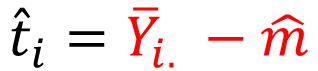 t̂ᵢ = Ȳᵢ. − m̂